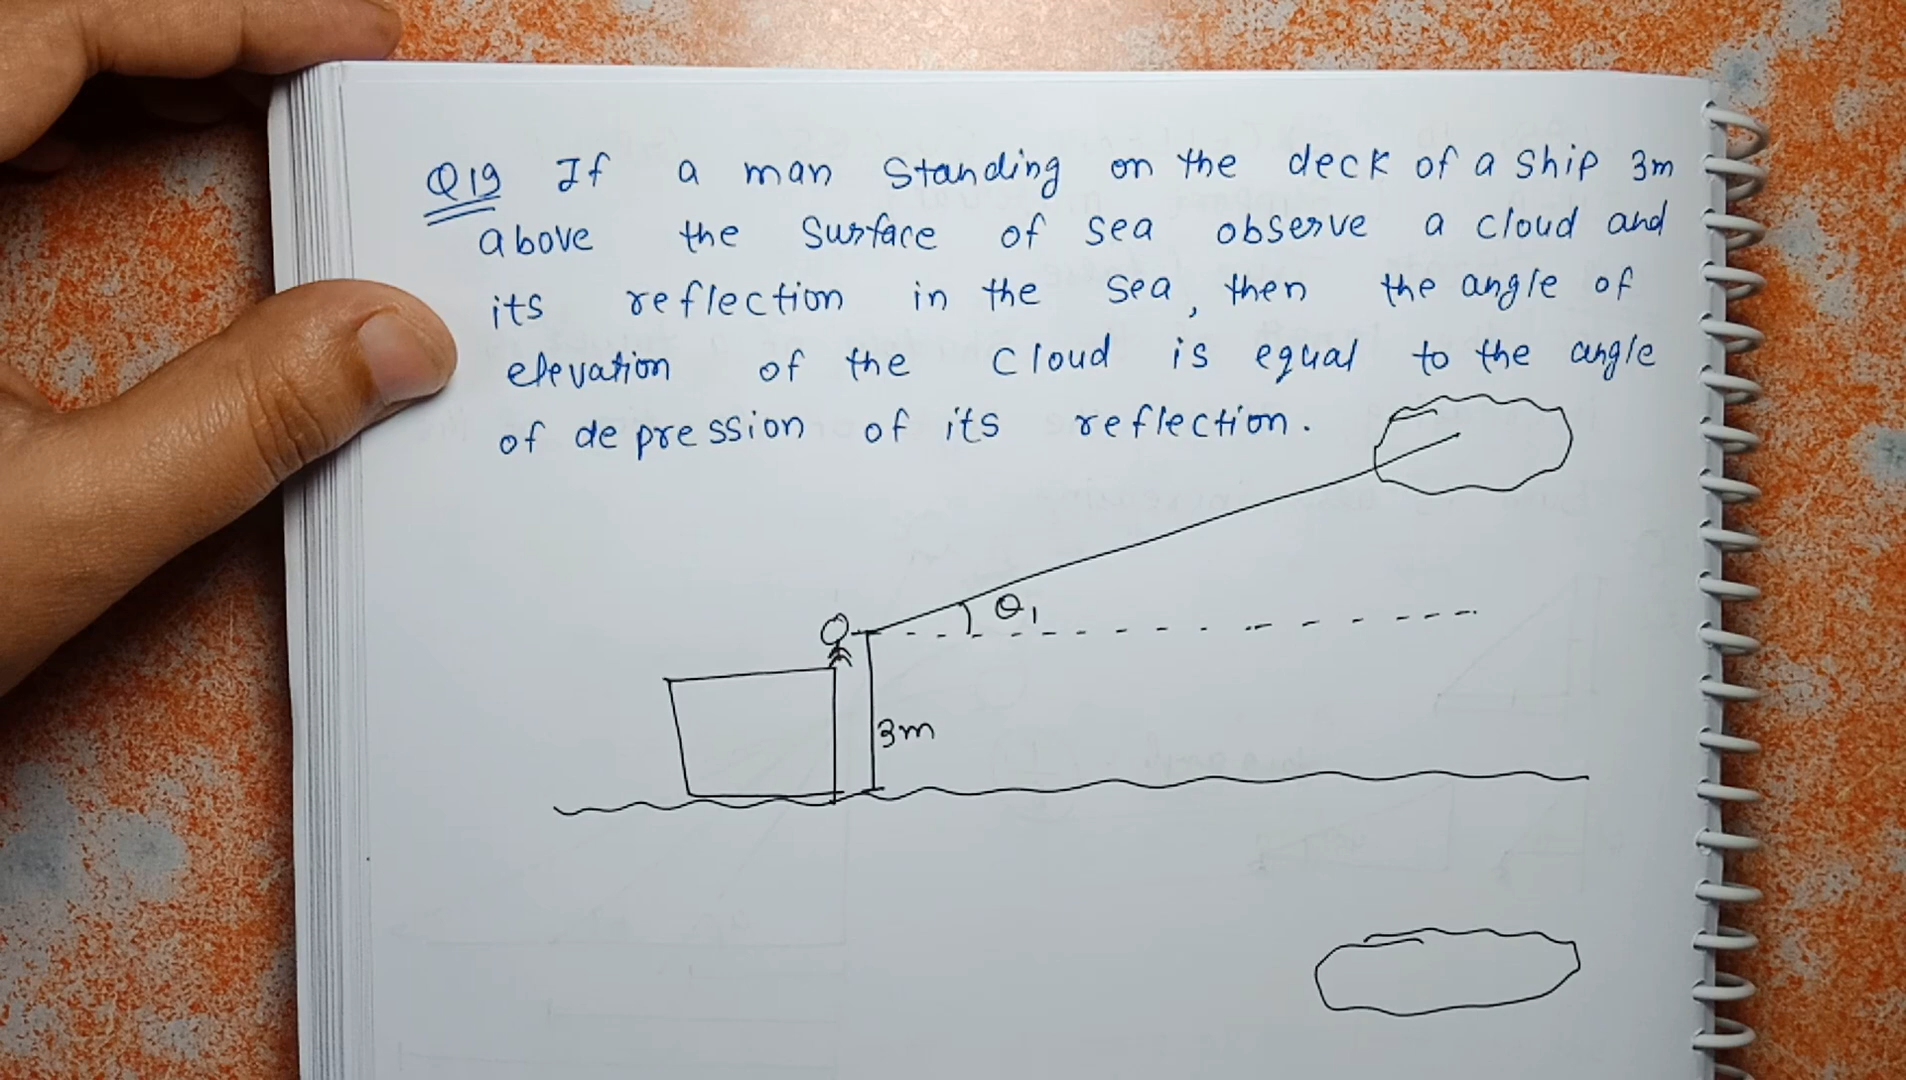 Q19 If a man Standing on the deck of a Ship 3m
above the Surface of sea observe a cloud and
its reflection in the Sea, then the angle of
elevation of the Cloud is equal to the angle
of depression of its reflection.
θ1
3m